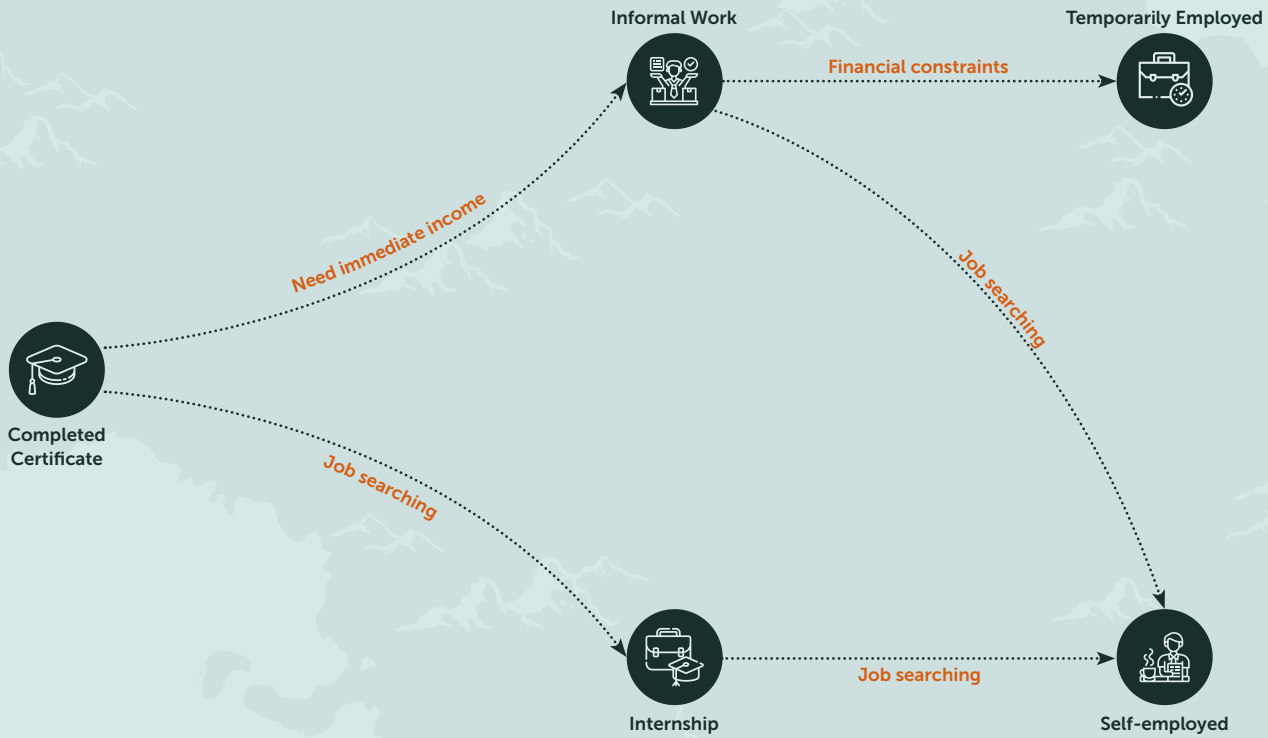 Informal Work
Temporarily Employed
Financial constraints
Need immediate income
Job searching
Completed
Certificate
Job searching
Job searching
Internship
Self-employed